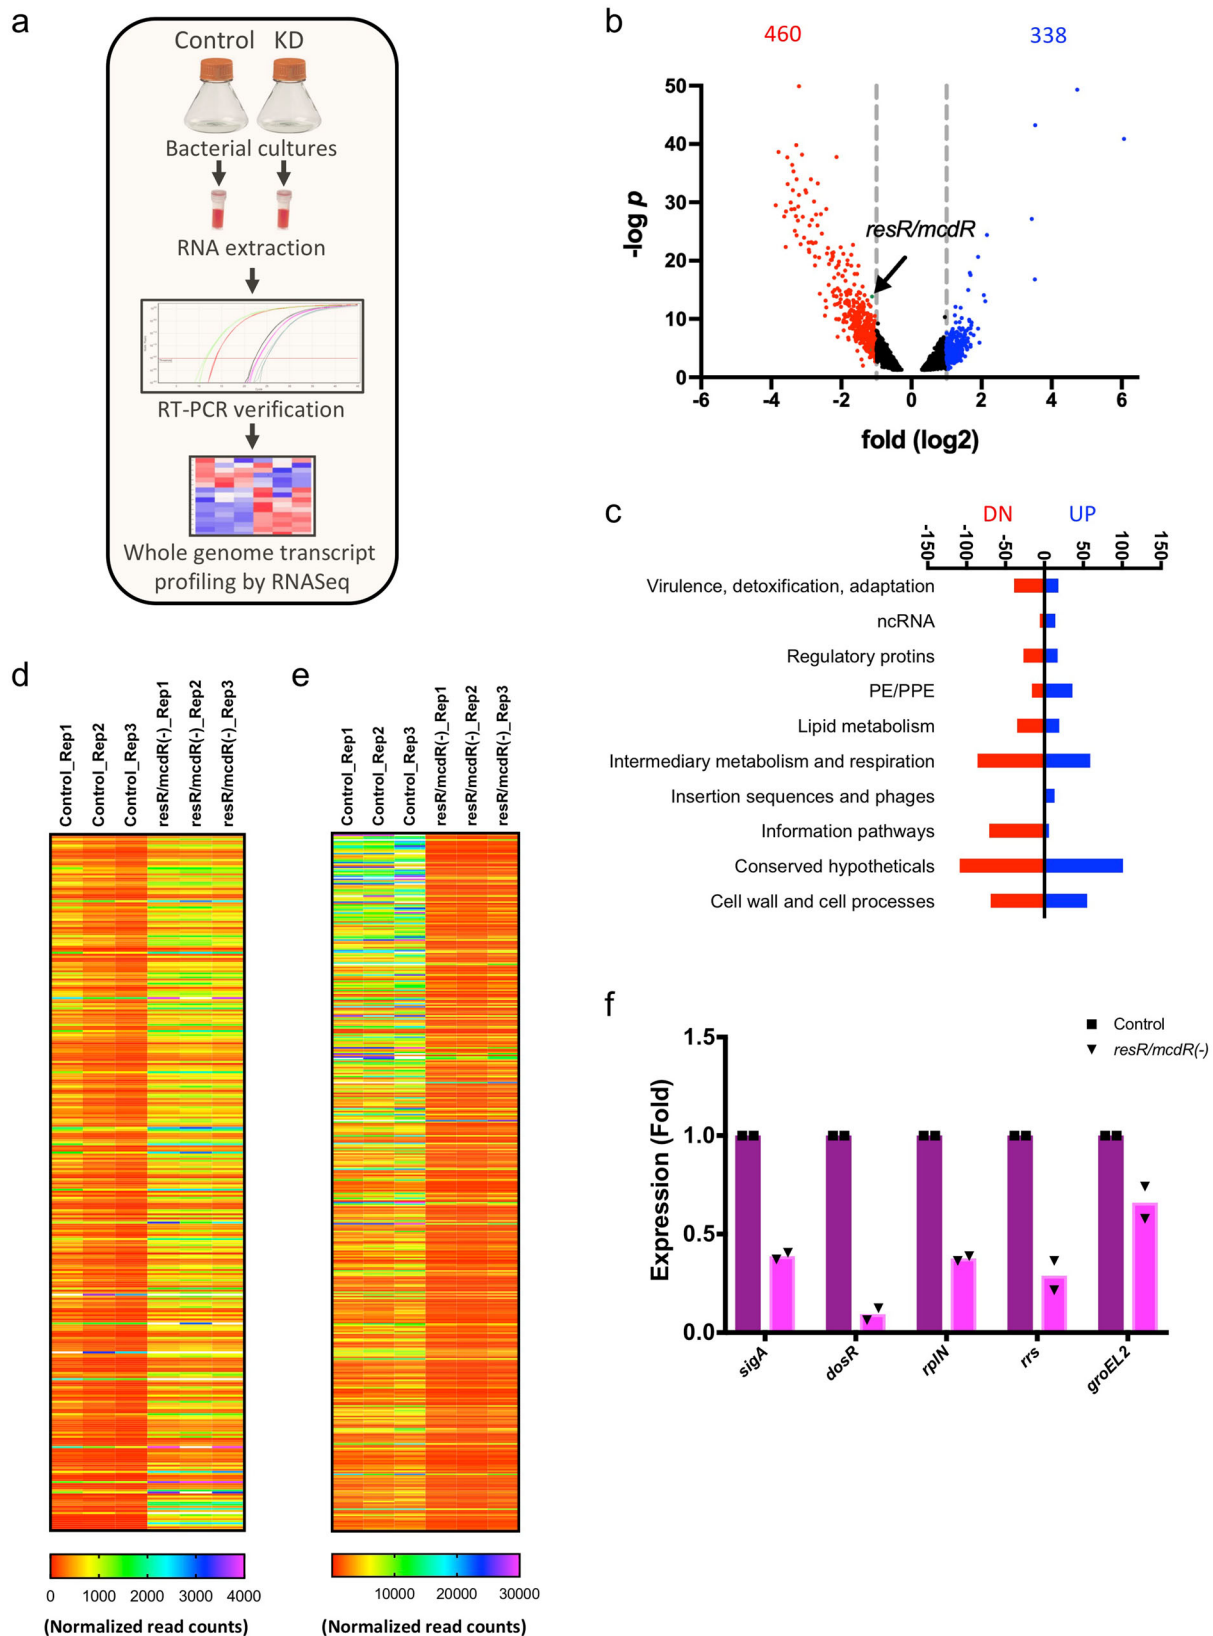 a
Control KD
Bacterial cultures
RNA extraction
RT-PCR verification
Whole genome transcript
profiling by RNASeq
b
460
338
50
40
30
20
10
0
-log p
resR/mcdR
-6 -4 -2 0 2 4 6
fold (log2)
c
DN UP
-150 -100 -50 0 50 100 150
Virulence, detoxification, adaptation
ncRNA
Regulatory protins
PE/PPE
Lipid metabolism
Intermediary metabolism and respiration
Insertion sequences and phages
Information pathways
Conserved hypotheticals
Cell wall and cell processes
d
Control_Rep1
Control_Rep2
Control_Rep3
resR/mcdR(-)_Rep1
resR/mcdR(-)_Rep2
resR/mcdR(-)_Rep3
0 1000 2000 3000 4000
(Normalized read counts)
e
Control_Rep1
Control_Rep2
Control_Rep3
resR/mcdR(-)_Rep1
resR/mcdR(-)_Rep2
resR/mcdR(-)_Rep3
10000 20000 30000
(Normalized read counts)
f
Control
resR/mcdR(-)
1.5
1.0
0.5
0.0
Expression (Fold)
sigA
dosR
rplN
rrs
groEL2